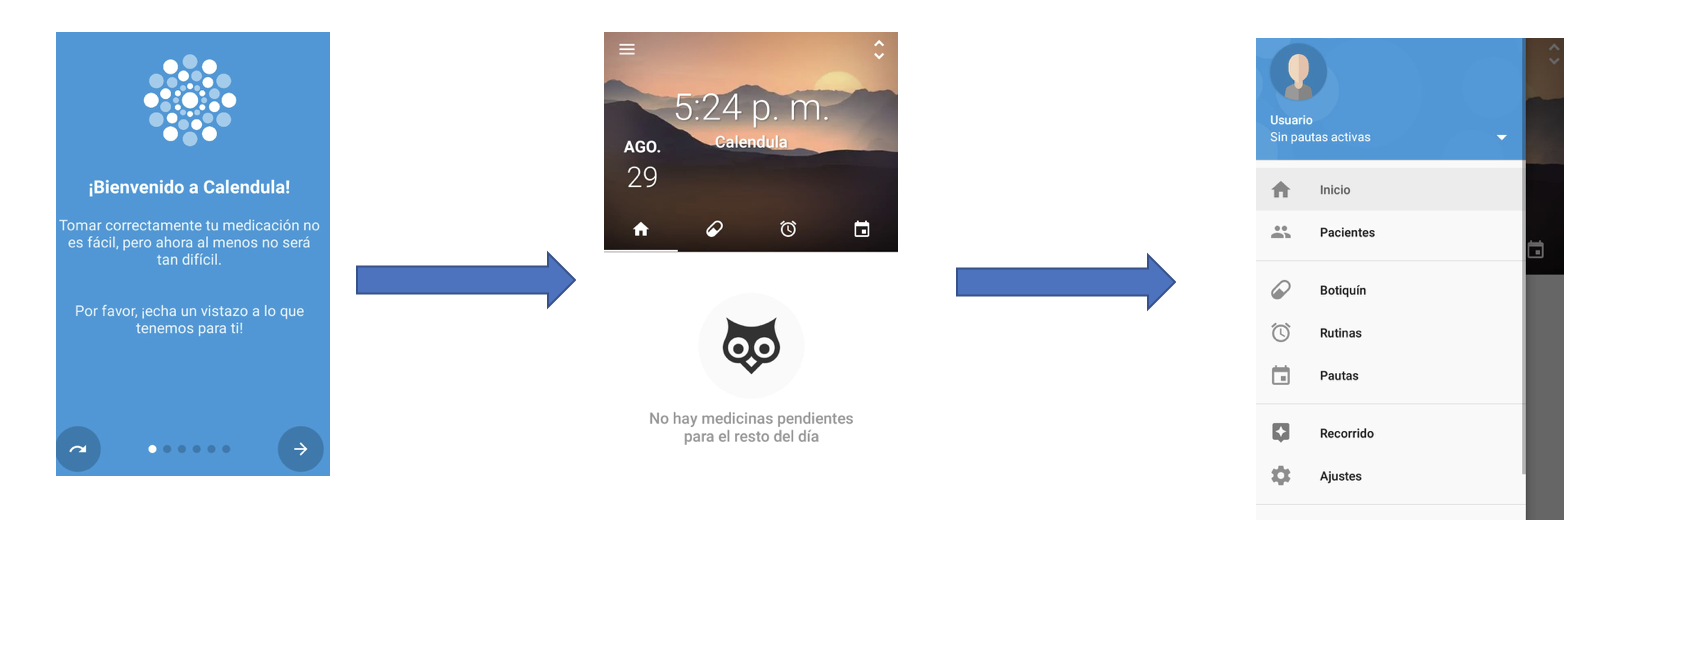 ¡Bienvenido a Calendula!
Tomar correctamente tu medicación no
es fácil, pero ahora al menos no será
tan difícil.
Por favor, ¡echa un vistazo a lo que
tenemos para ti!
5:24 p. m.
Calendula
AGO.
29
No hay medicinas pendientes
para el resto del día
Usuario
Sin pautas activas
Inicio
Pacientes
Botiquín
Rutinas
Pautas
Recorrido
Ajustes